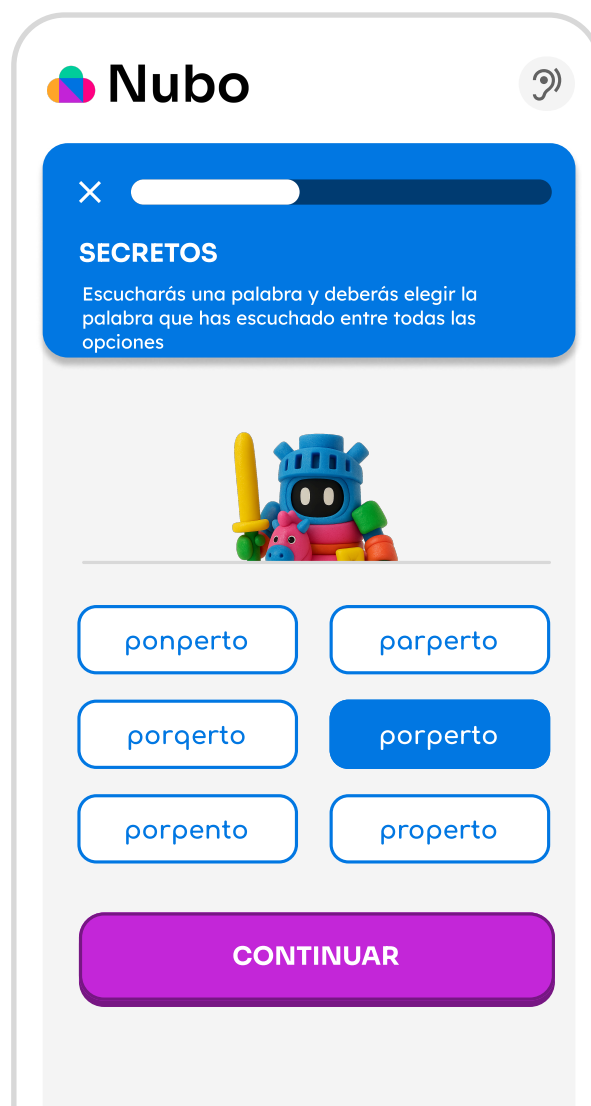 Nubo
SECRETOS
Escucharás una palabra y deberás elegir la
palabra que has escuchado entre todas las
opciones
ponperto
parperto
porqerto
porperto
porpento
properto
CONTINUAR